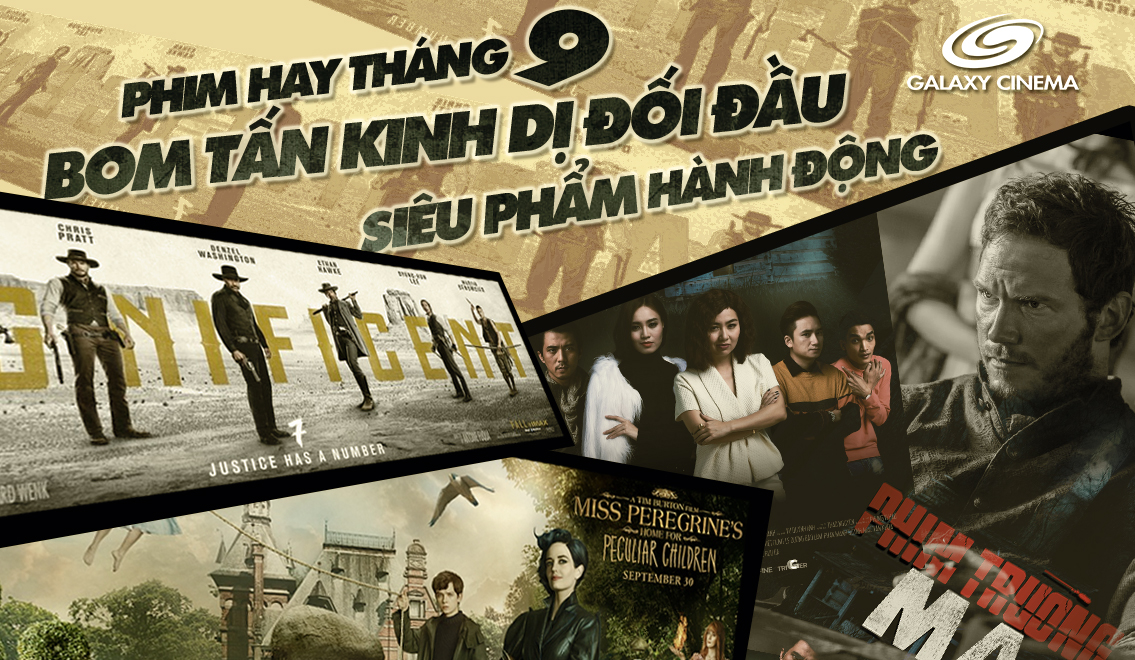 PHIM HAY THÁNG 9
BOM TẤN KINH DỊ ĐỐI ĐẦU
SIÊU PHẨM HÀNH ĐỘNG
GALAXY CINEMA
CHRIS
PRATT
DENZEL
WASHINGTON
ETHAN
HAWKE
BYUNG-HUN
LEE
GNIFICENT
7
JUSTICE HAS A NUMBER
RD WENK
A TIM BURTON FILM
MISS PEREGRINE'S
HOME FOR
PECULIAR CHILDREN
SEPTEMBER 30
PHIM TRƯỜNG
MA